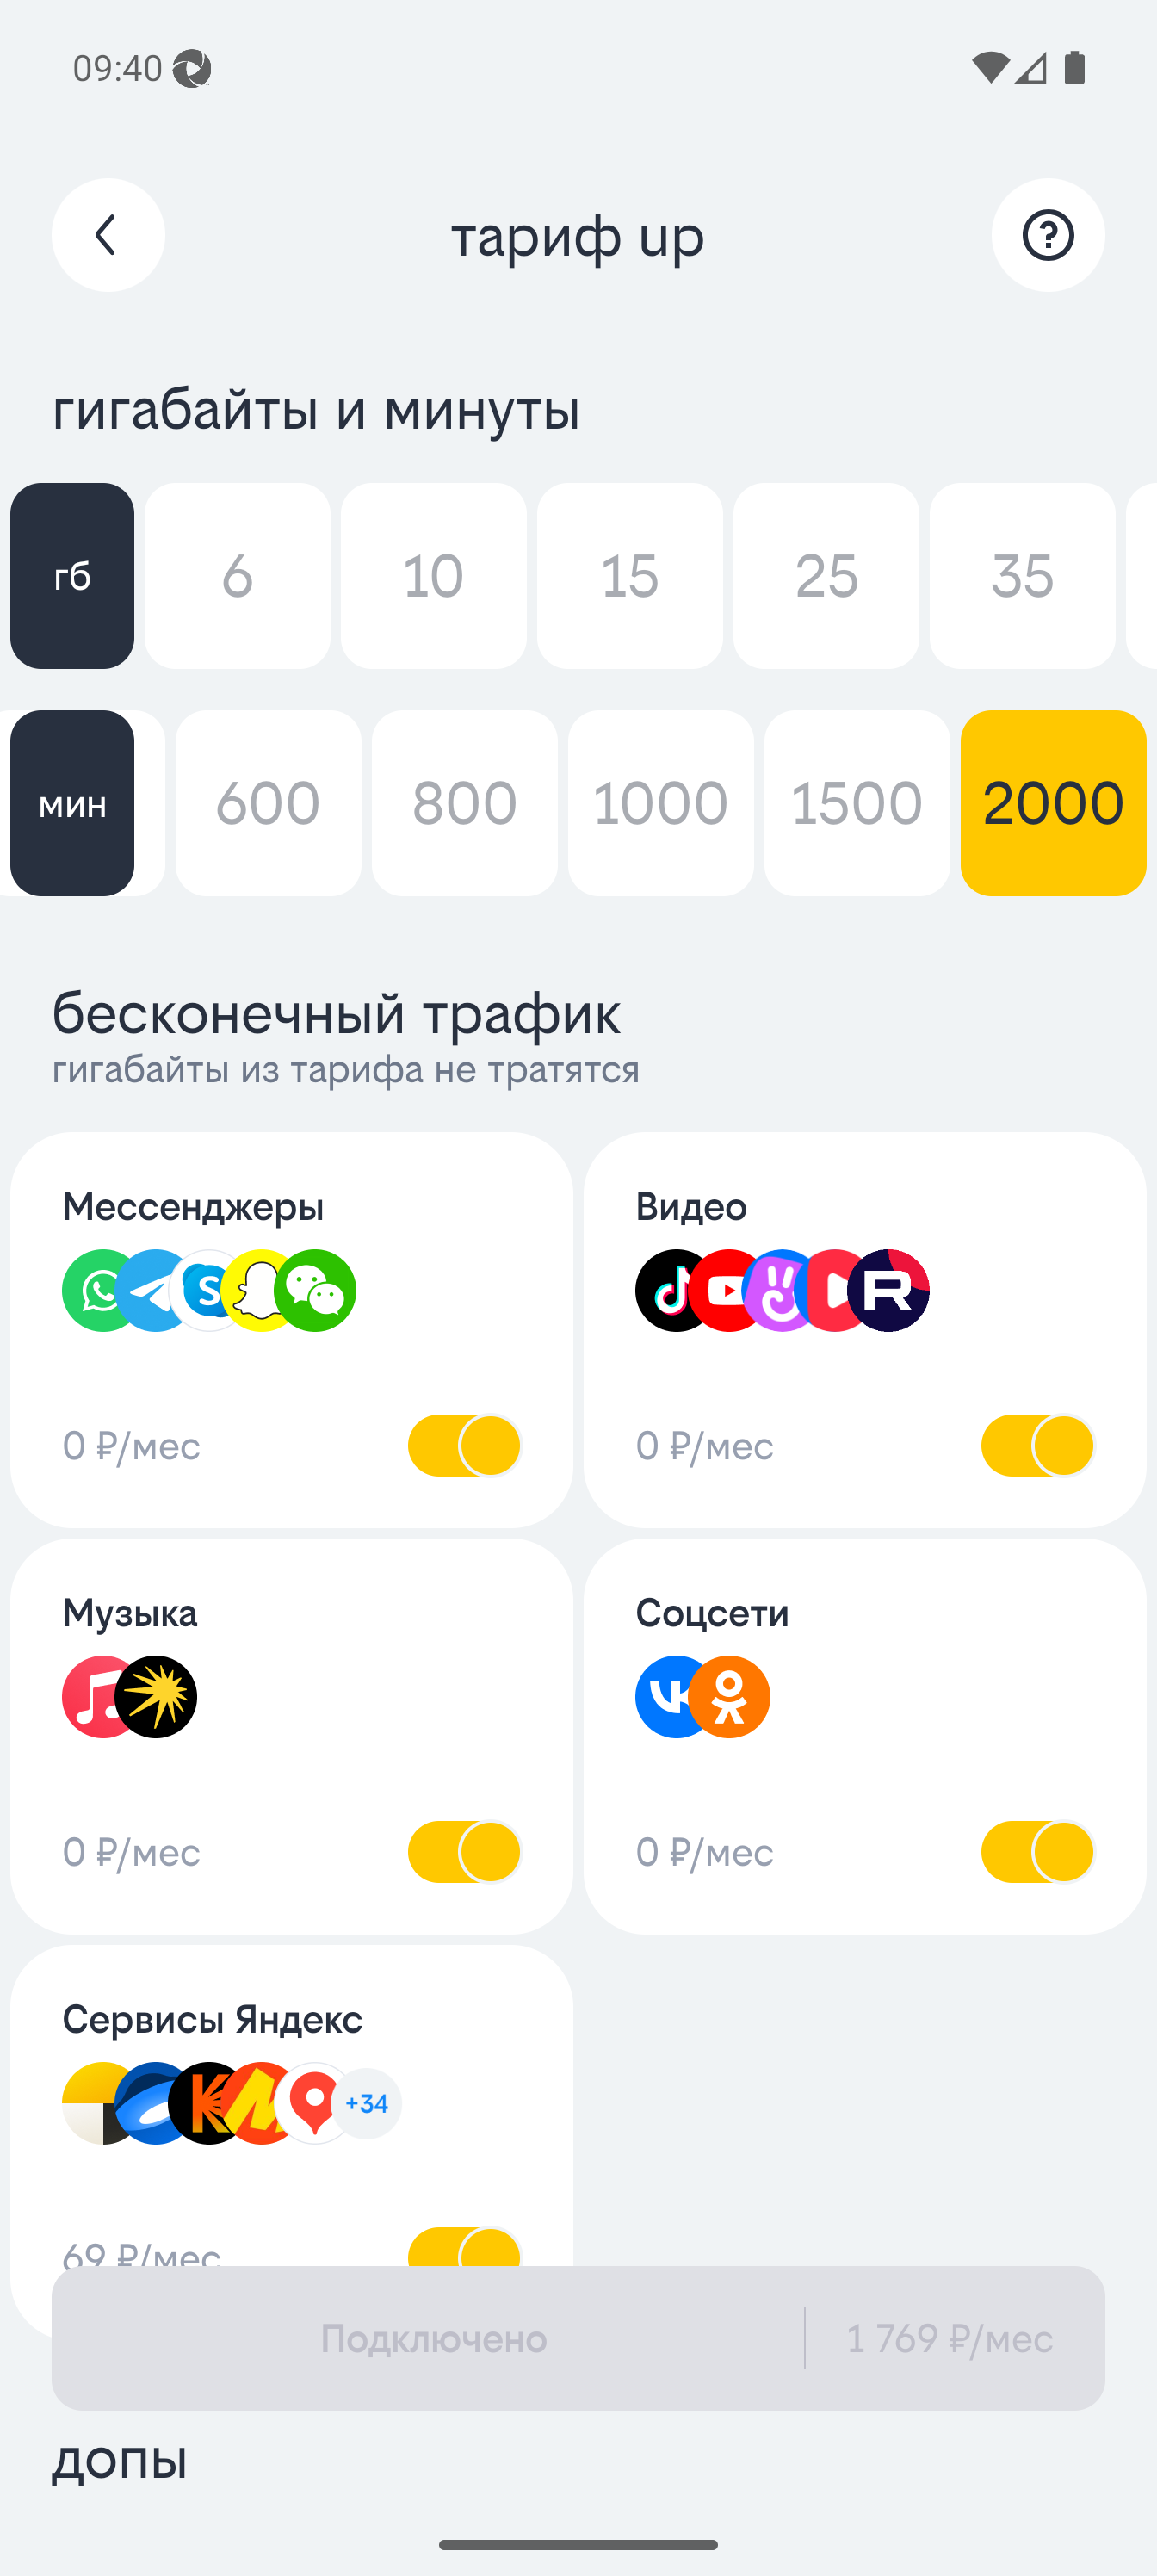 09:40
тариф up
гигабайты и минуты
гб 6 10 15 25 35
мин 600 800 1000 1500 2000
бесконечный трафик
гигабайты из тарифа не тратятся
Мессенджеры
0 ₽/мес
Видео
0 ₽/мес
Музыка
0 ₽/мес
Соцсети
0 ₽/мес
Сервисы Яндекс
+34
69 ₽/мес
Подключено 1 769 ₽/мес
допы